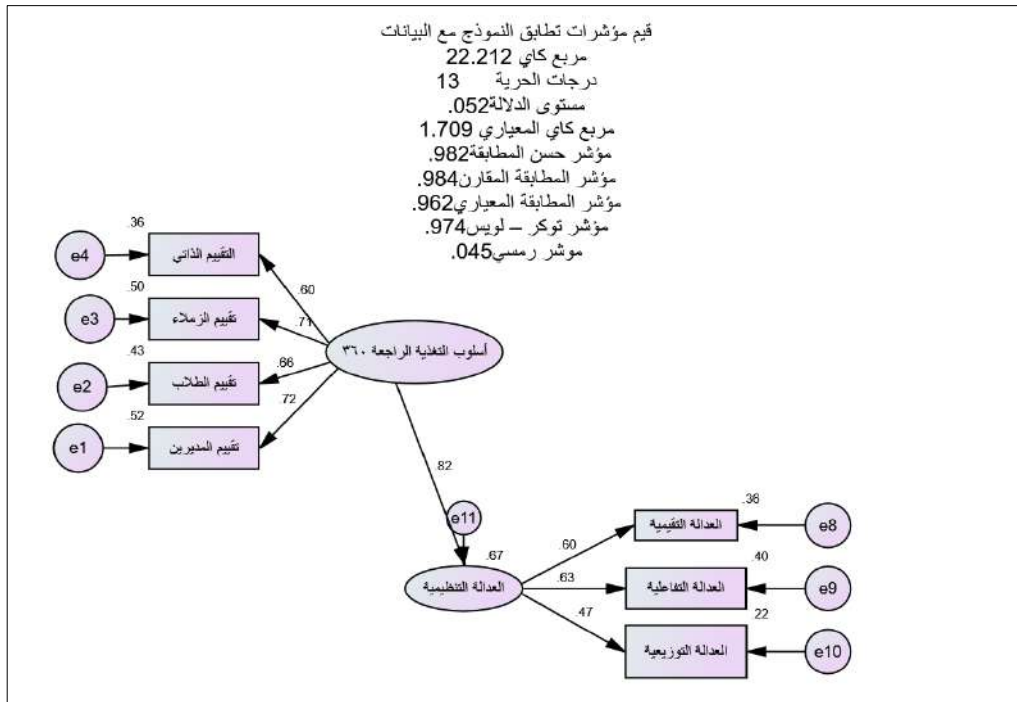 قيم مؤشرات تطابق النموذج مع البيانات
مربع كاي 22.212
درجات الحرية 13
مستوى الدلالة052.
مربع كاي المعياري 1.709
مؤشر حسن المطابقة982.
مؤشر المطابقة المقارن984.
مؤشر المطابقة المعياري962.
مؤشر توكر – لويس974.
موشر رمسي045.
.36
e4
التقييم الذاتي
.60
.50
e3
تقييم الزملاء
.71
أسلوب التغذية الراجعة ٣٦٠
.43
e2
تقييم الطلاب
.66
.72
.52
e1
تقييم المديرين
.82
e11
.67
العدالة التنظيمية
.36
العدالة التقيمية
e8
.60
.40
العدالة التفاعلية
e9
.63
.22
.47
العدالة التوزيعية
e10